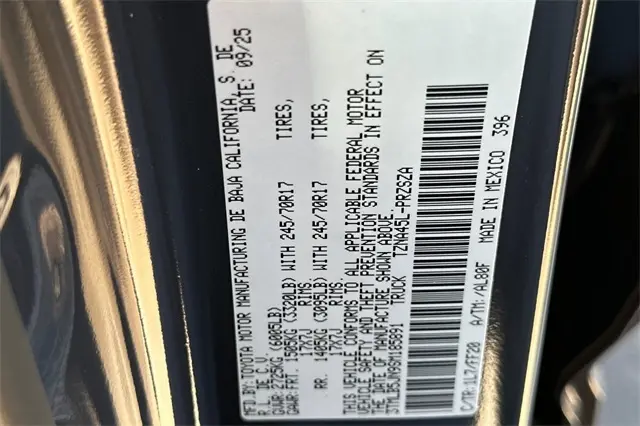 MFD.BY: TOYOTA MOTOR MANUFACTURING DE BAJA CALIFORNIA, S. DE
R.L. DE C.V. DATE: 09/25
GVWR: 2725KG (6005LB)
GAWR: FRT. 1505KG (3320LB) WITH 245/70R17 TIRES,
17X7J RIMS
RR. 1405KG (3095LB) WITH 245/70R17 TIRES,
17X7J RIMS
THIS VEHICLE CONFORMS TO ALL APPLICABLE FEDERAL MOTOR
VEHICLE SAFETY AND THEFT PREVENTION STANDARDS IN EFFECT ON
THE DATE OF MANUFACTURE SHOWN ABOVE.
3TMLB5JN9SM185891 TRUCK TZNA45L-PRZSZA
C/TR: 1L7/FF20 A/TM: /AL80F MADE IN MEXICO 396